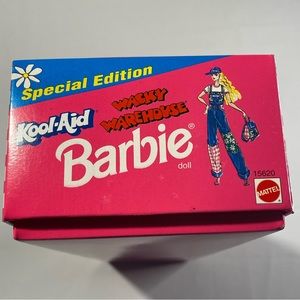 Special Edition
Kool-Aid
WACKY
WAREHOUSE
Barbie
doll
15620
MATTEL